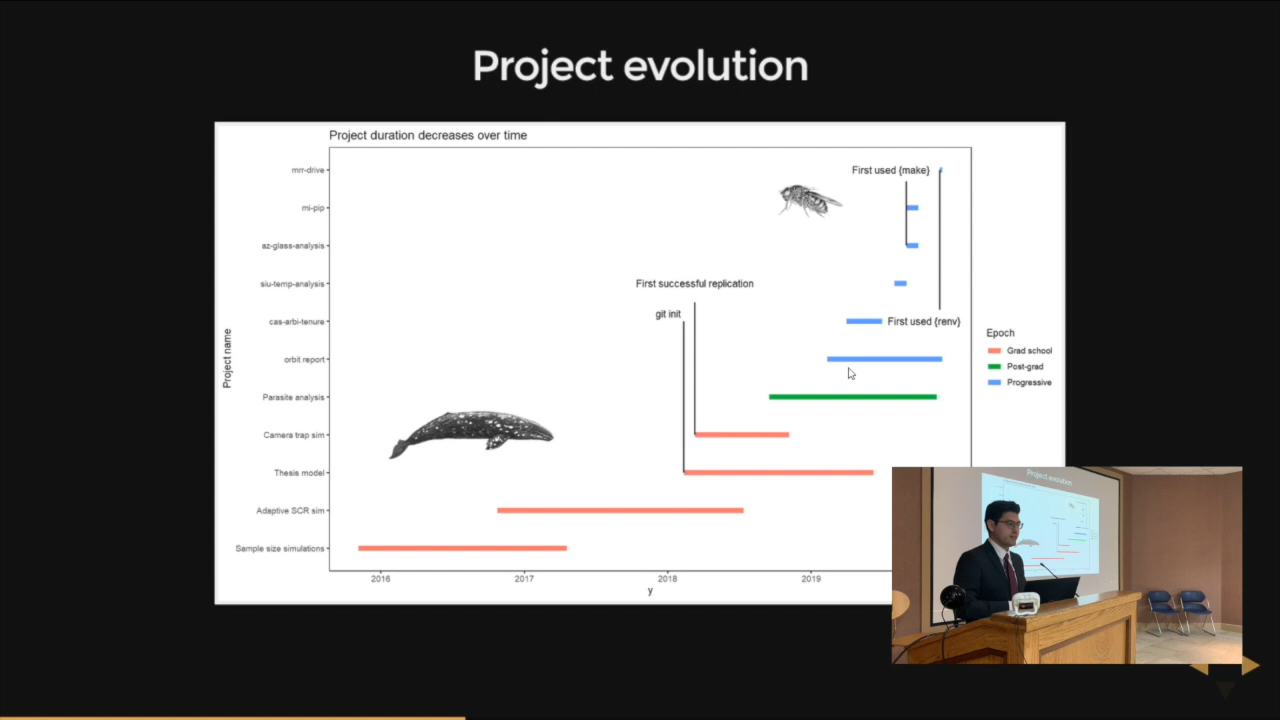 Project evolution
Project duration decreases over time
Project name
mrr-drive
mi-pip
az-glass-analysis
siu-temp-analysis
cas-arbi-tenure
orbit report
Parasite analysis
Camera trap sim
Thesis model
Adaptive SCR sim
Sample size simulations
First used {make}
First successful replication
git init
First used {renv}
2016
2017
2018
2019
y
Epoch
Grad school
Post-grad
Progressive
Project evolution